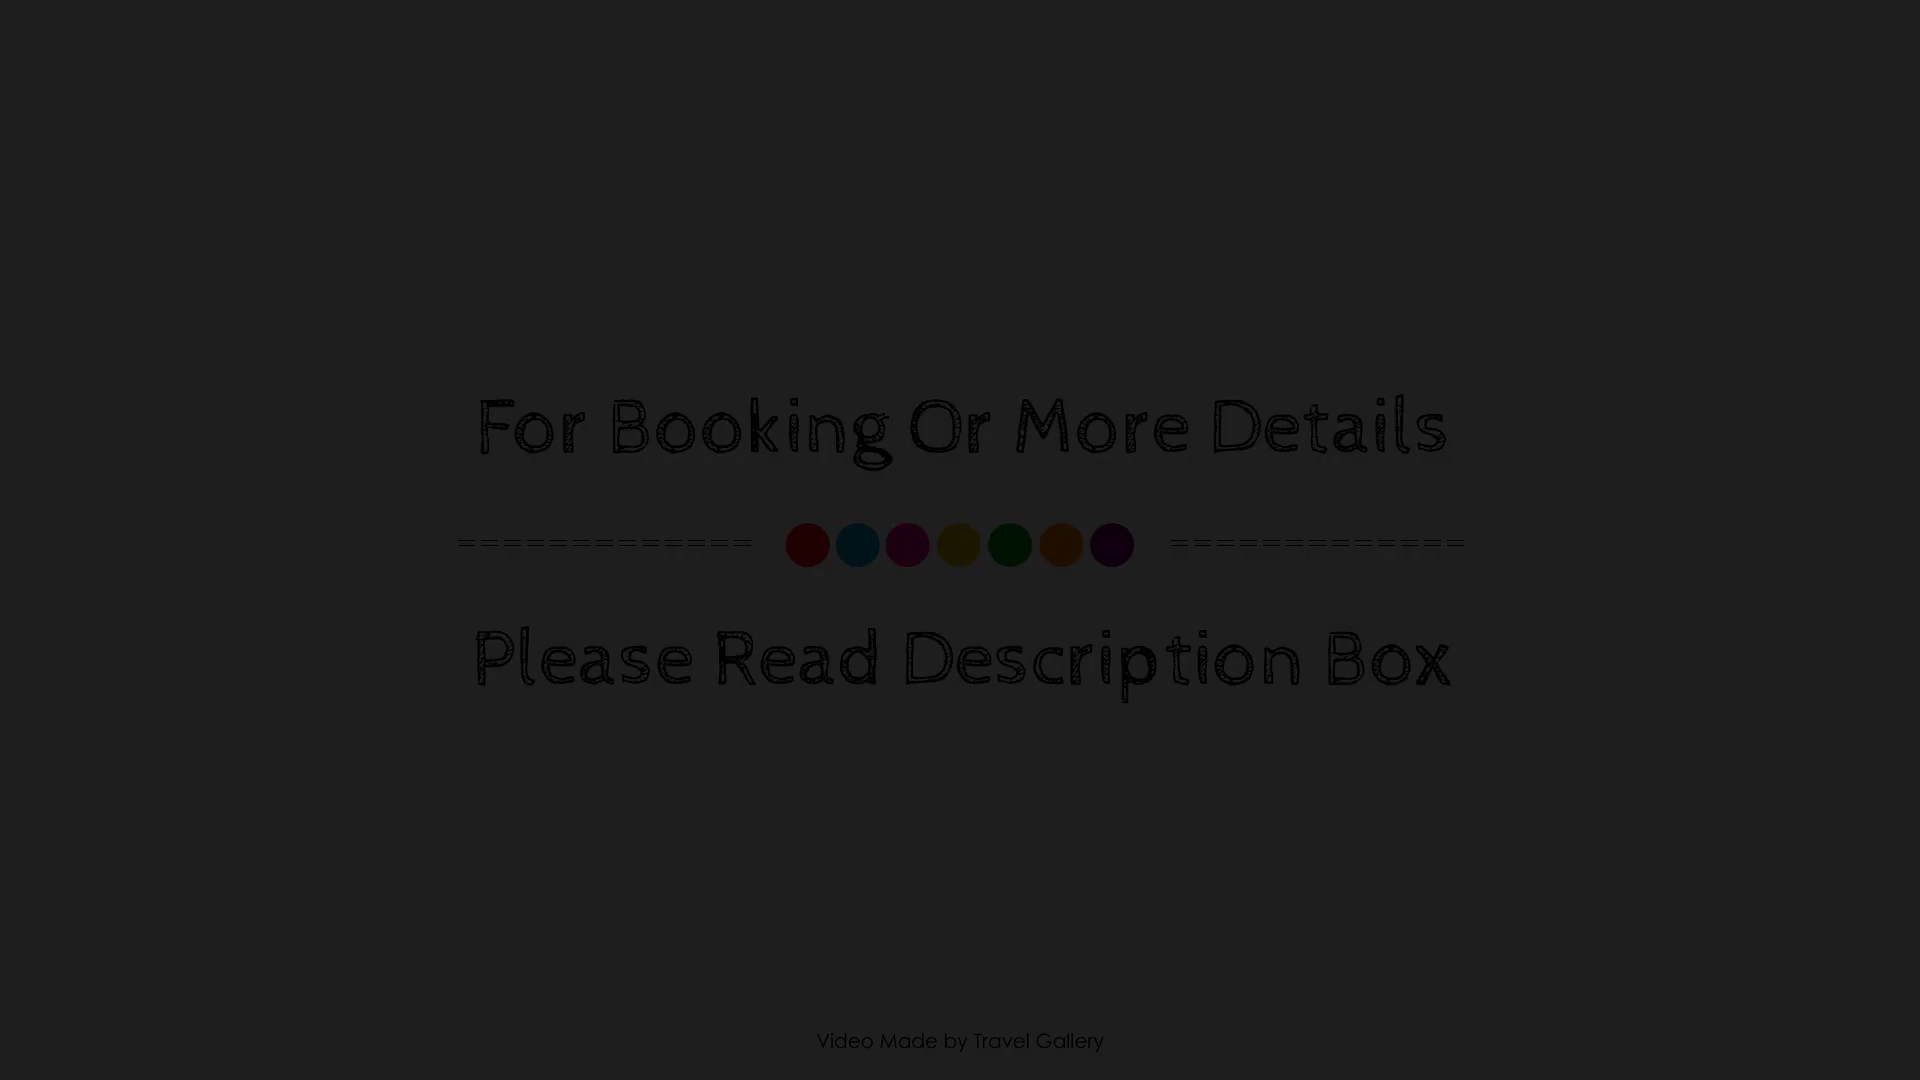 For Booking Or More Details
============= =============
Please Read Description Box
Video Made by Travel Gallery